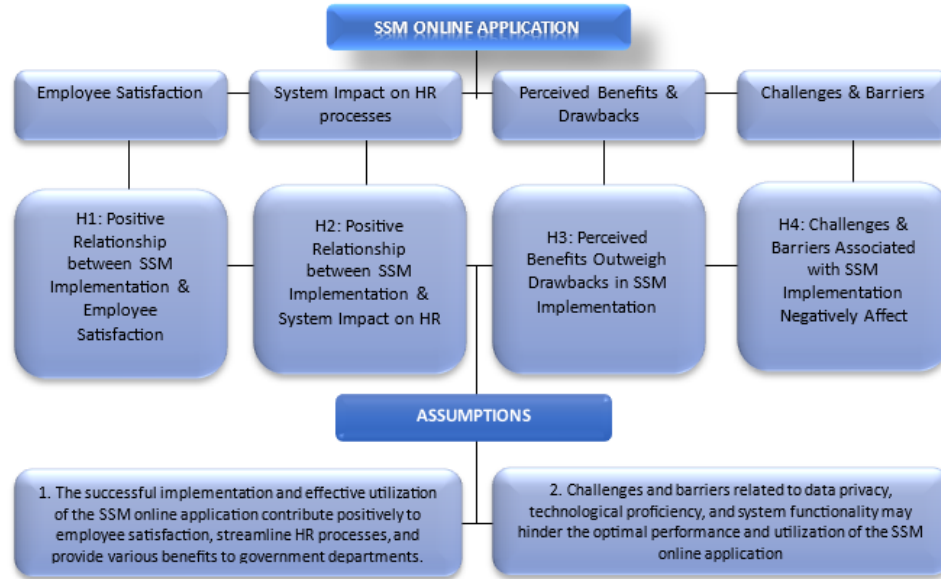 SSM ONLINE APPLICATION
Employee Satisfaction
System Impact on HR
processes
Perceived Benefits &
Drawbacks
Challenges & Barriers
H1: Positive
Relationship
between SSM
Implementation &
Employee
Satisfaction
H2: Positive
Relationship
between SSM
Implementation &
System Impact on HR
H3: Perceived
Benefits Outweigh
Drawbacks in SSM
Implementation
H4: Challenges &
Barriers Associated
with SSM
Implementation
Negatively Affect
ASSUMPTIONS
1. The successful implementation and effective utilization
of the SSM online application contribute positively to
employee satisfaction, streamline HR processes, and
provide various benefits to government departments.
2. Challenges and barriers related to data privacy,
technological proficiency, and system functionality may
hinder the optimal performance and utilization of the SSM
online application